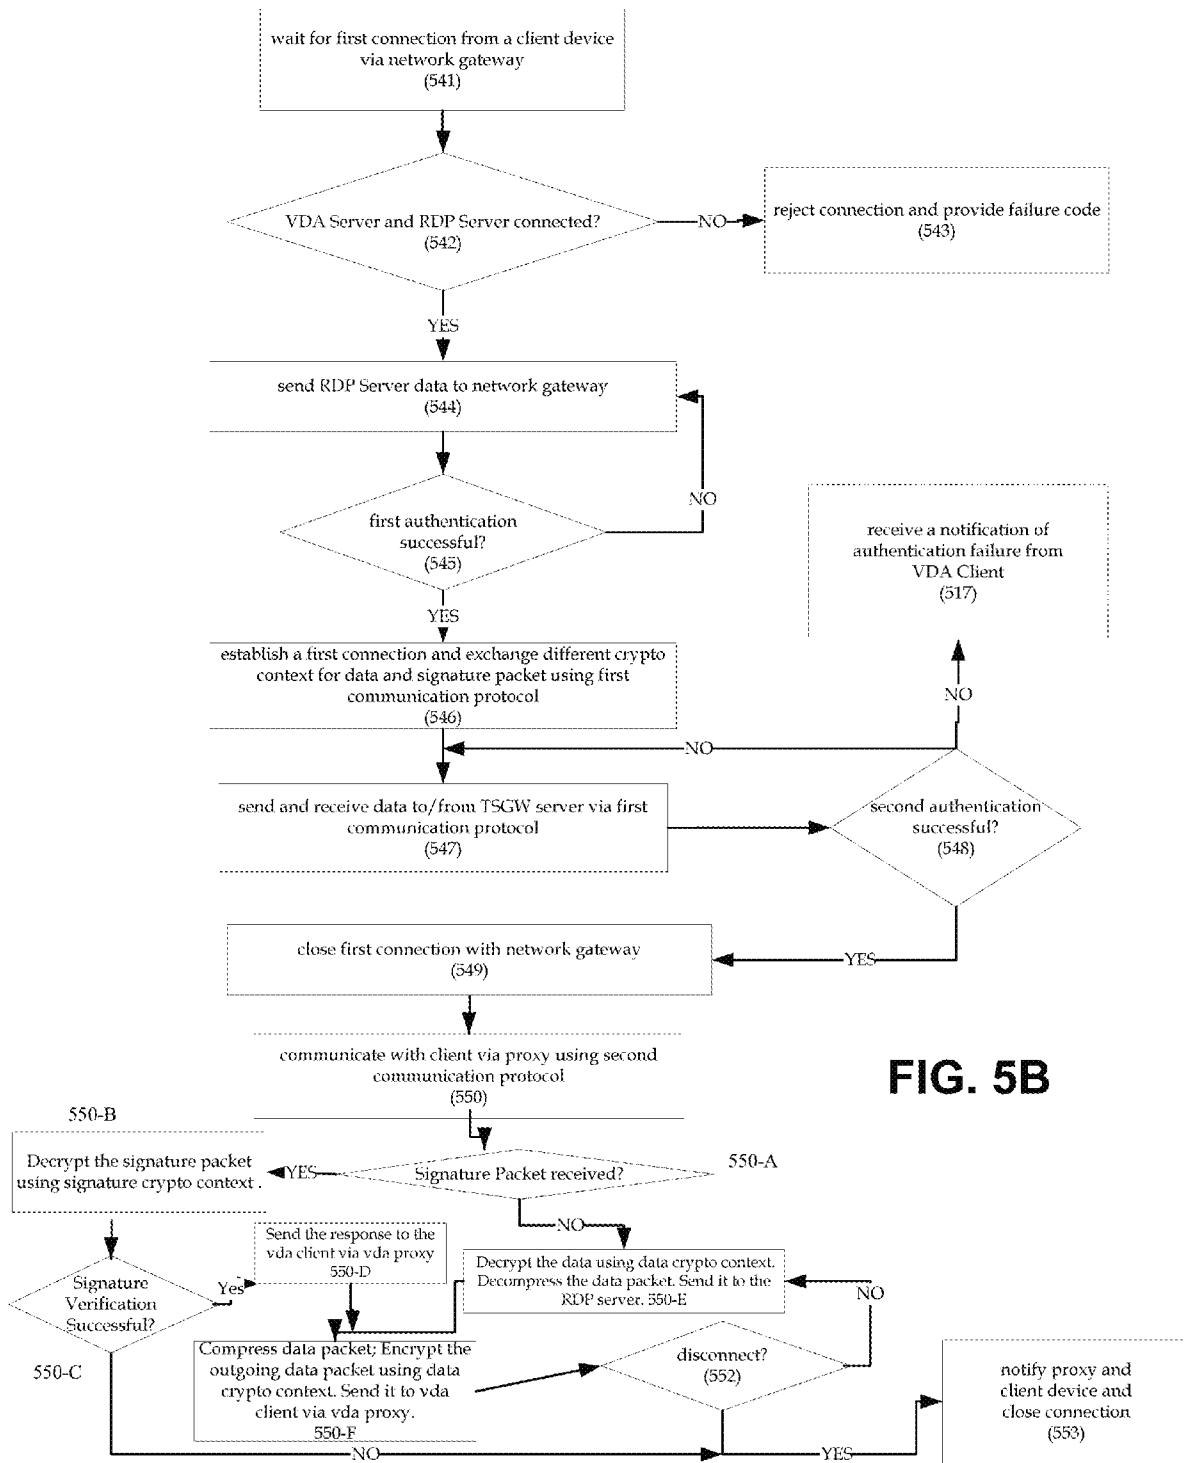 wait for first connection from a client device
via network gateway
(541)
VDA Server and RDP Server connected?
(542)
NO
reject connection and provide failure code
(543)
YES
send RDP Server data to network gateway
(544)
NO
first authentication
successful?
(545)
receive a notification of
authentication failure from
VDA Client
(517)
YES
establish a first connection and exchange different crypto
context for data and signature packet using first
communication protocol
(546)
NO
NO
send and receive data to/from TSGW server via first
communication protocol
(547)
second authentication
successful?
(548)
close first connection with network gateway
(549)
YES
communicate with client via proxy using second
communication protocol
(550)
FIG. 5B
550-B
Decrypt the signature packet
using signature crypto context .
YES
Signature Packet received?
550-A
NO
Send the response to the
vda client via vda proxy
550-D
Decrypt the data using data crypto context.
Decompress the data packet. Send it to the
RDP server. 550-E
Signature
Verification
Successful?
Yes
NO
550-C
Compress data packet; Encrypt the
outgoing data packet using data
crypto context. Send it to vda
client via vda proxy.
550-F
disconnect?
(552)
notify proxy and
client device and
close connection
(553)
NO
YES